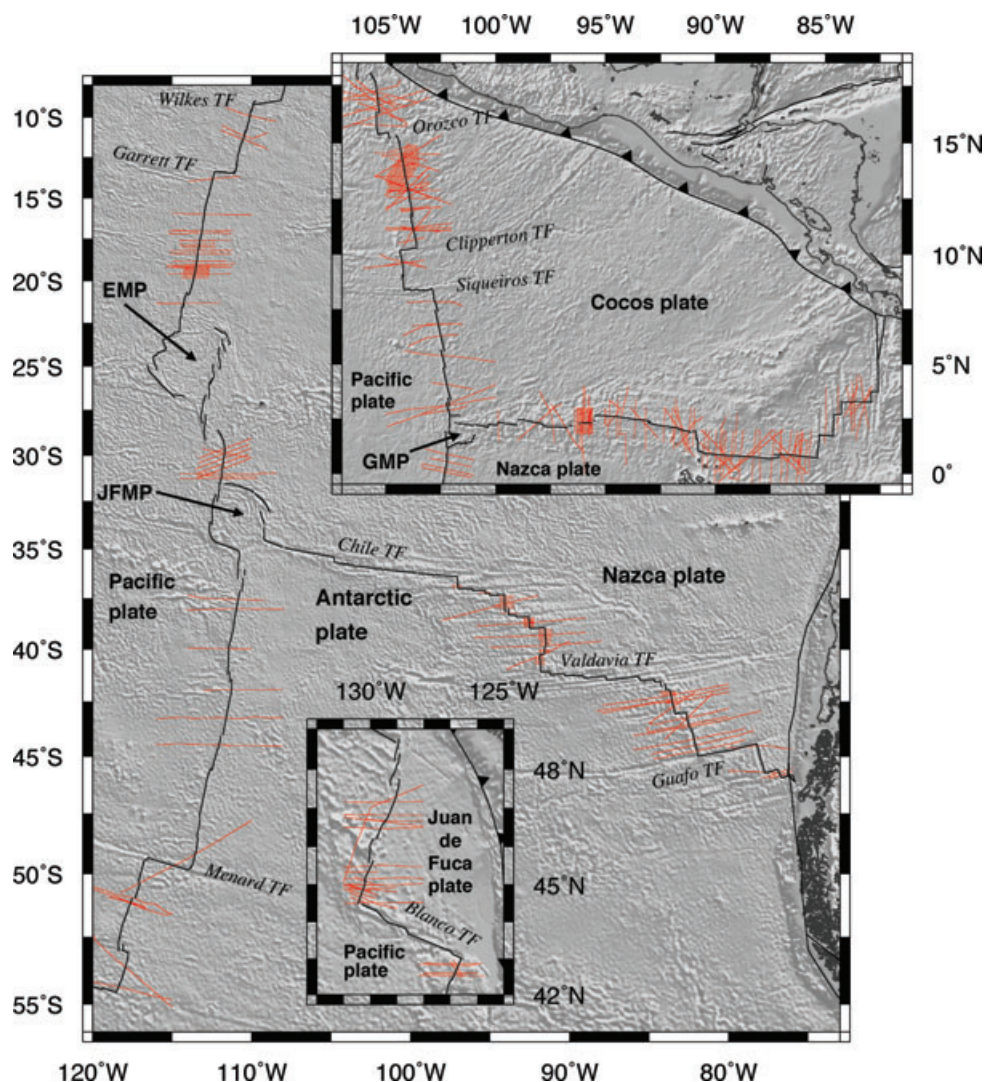 105˚W
100˚W
95˚W
90˚W
85˚W
Wilkes TF
10˚S
Orozco TF
15˚N
Garrett TF
15˚S
Clipperton TF
10˚N
20˚S
Siqueiros TF
EMP
Cocos plate
25˚S
5˚N
Pacific
plate
30˚S
GMP
Nazca plate
0˚
JFMP
35˚S
Chile TF
Pacific
plate
Antarctic
plate
Nazca plate
40˚S
Valdavia TF
130˚W
125˚W
45˚S
48˚N
Guafo TF
Juan
de
Fuca
plate
50˚S
Menard TF
45˚N
Blanco TF
Pacific
plate
42˚N
55˚S
120˚W
110˚W
100˚W
90˚W
80˚W